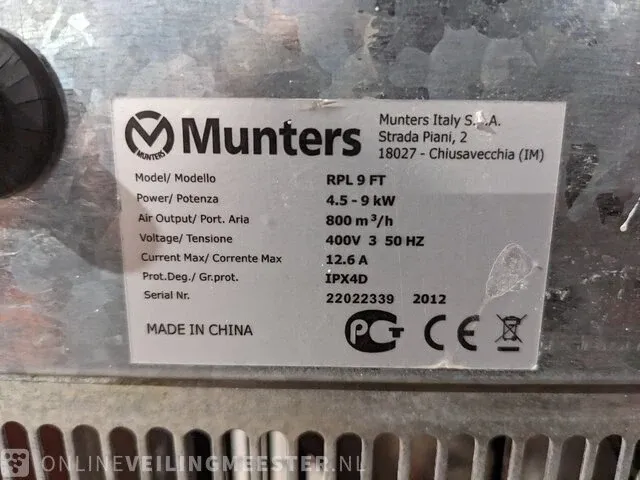 Munters
MUNTERS
Munters Italy S.p.A.
Strada Piani, 2
18027 - Chiusavecchia (IM)
Model/ Modello RPL 9 FT
Power/ Potenza 4.5 - 9 kW
Air Output/ Port. Aria 800 m³/h
Voltage/ Tensione 400V 3 50 HZ
Current Max/ Corrente Max 12.6 A
Prot.Deg./ Gr.prot. IPX4D
Serial Nr. 22022339 2012
MADE IN CHINA
PCT CE
ONLINEVEILINGMEESTER.NL